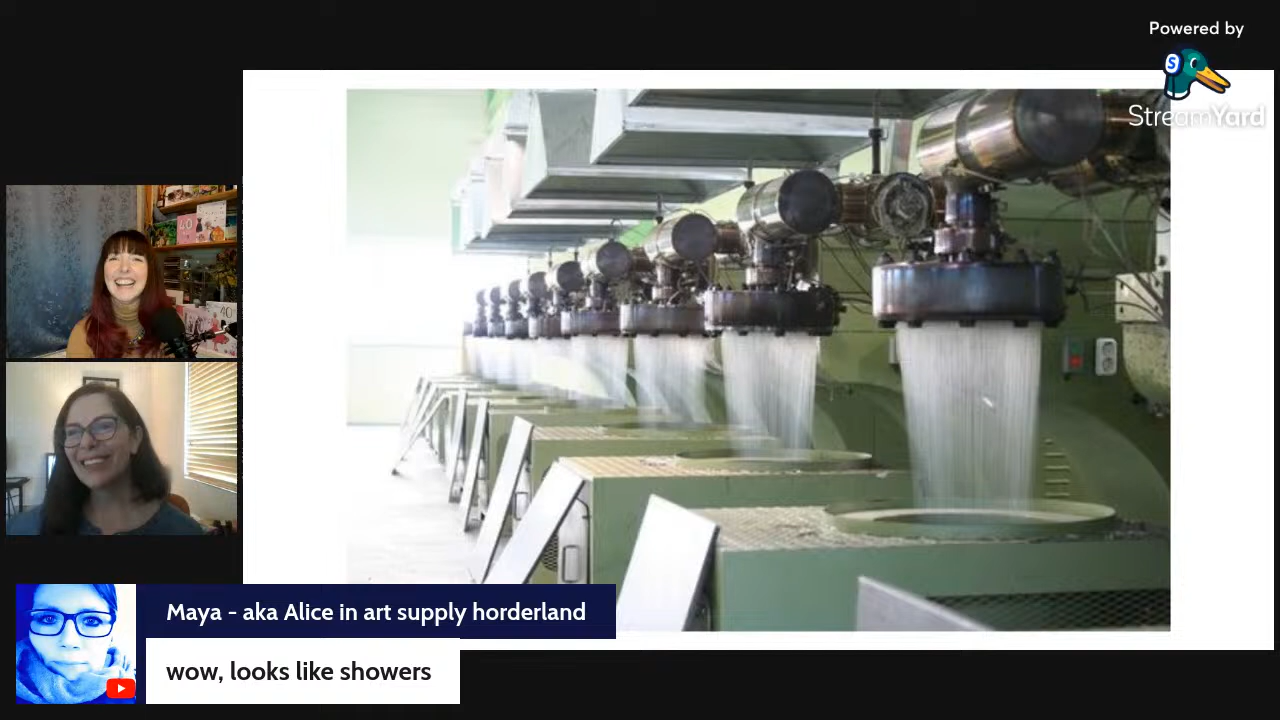 Powered by
StreamYard
Maya - aka Alice in art supply horderland
wow, looks like showers